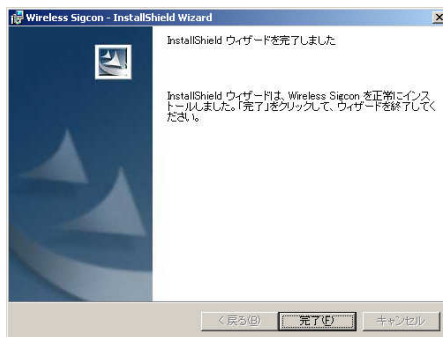 Wireless Sigcon - InstallShield Wizard
InstallShield ウィザードを完了しました
InstallShield ウィザードは、Wireless Sigcon を正常にインス
トールしました。「完了」をクリックして、ウィザードを終了してく
ださい。
< 戻る(B)
完了(F)
キャンセル